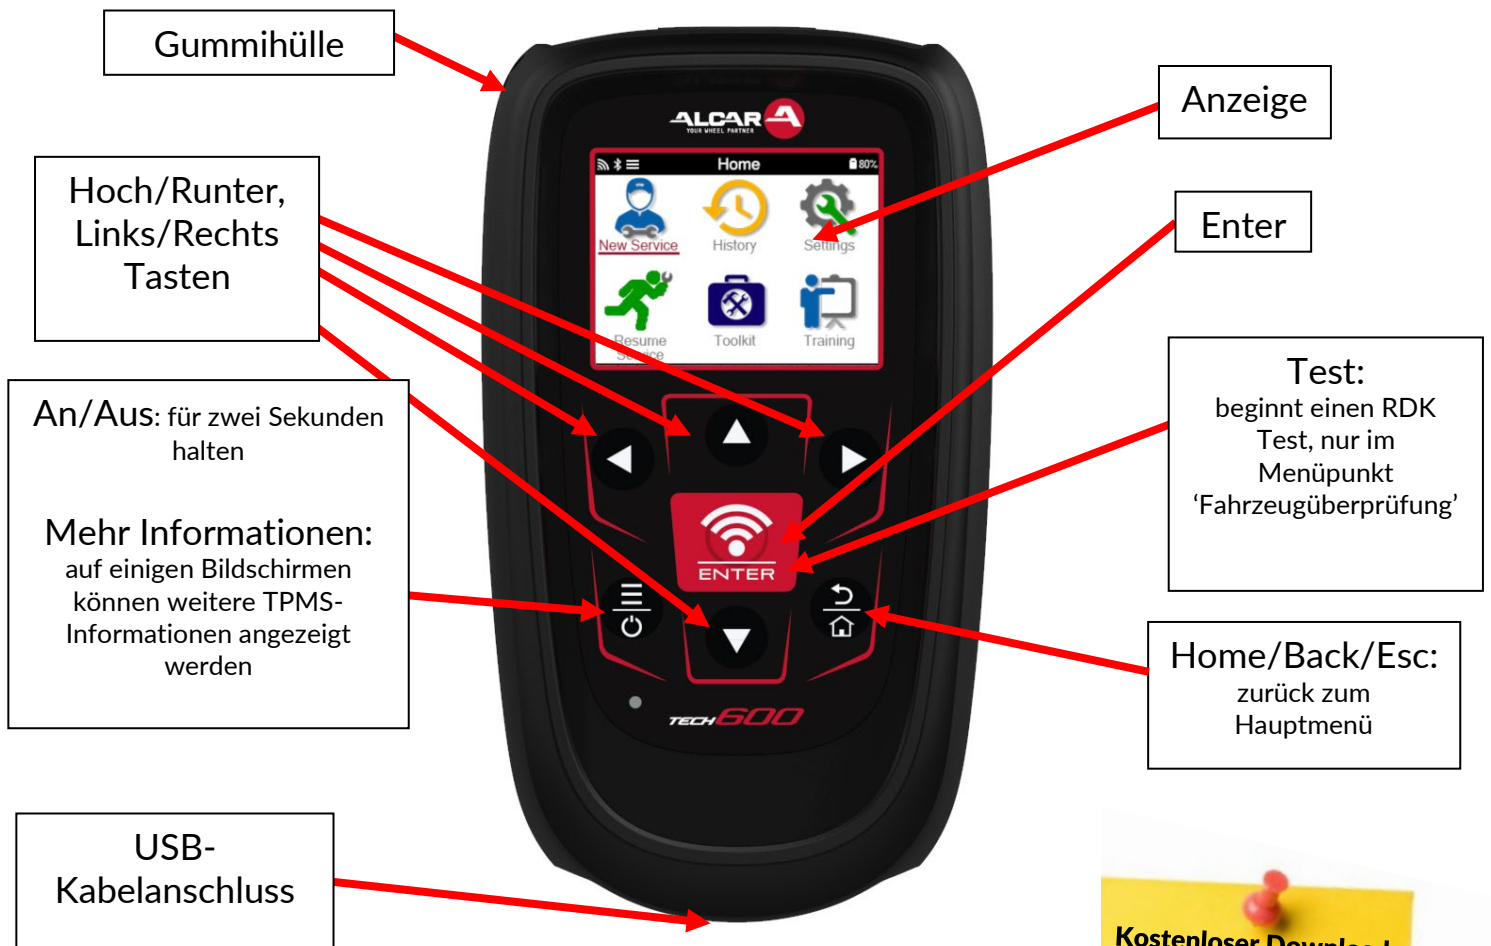 Gummihülle
Anzeige
Hoch/Runter,
Links/Rechts
Tasten
Enter
An/Aus: für zwei Sekunden
halten
Mehr Informationen:
auf einigen Bildschirmen
können weitere TPMS-
Informationen angezeigt
werden
Test:
beginnt einen RDK
Test, nur im
Menüpunkt
‘Fahrzeugüberprüfung’
Home/Back/Esc:
zurück zum
Hauptmenü
USB-
Kabelanschluss
ALCAR
YOUR WHEEL PARTNER
Home
80%
New Service
History
Settings
Resume
Service
Toolkit
Training
ENTER
TECH600
Kostenloser Download